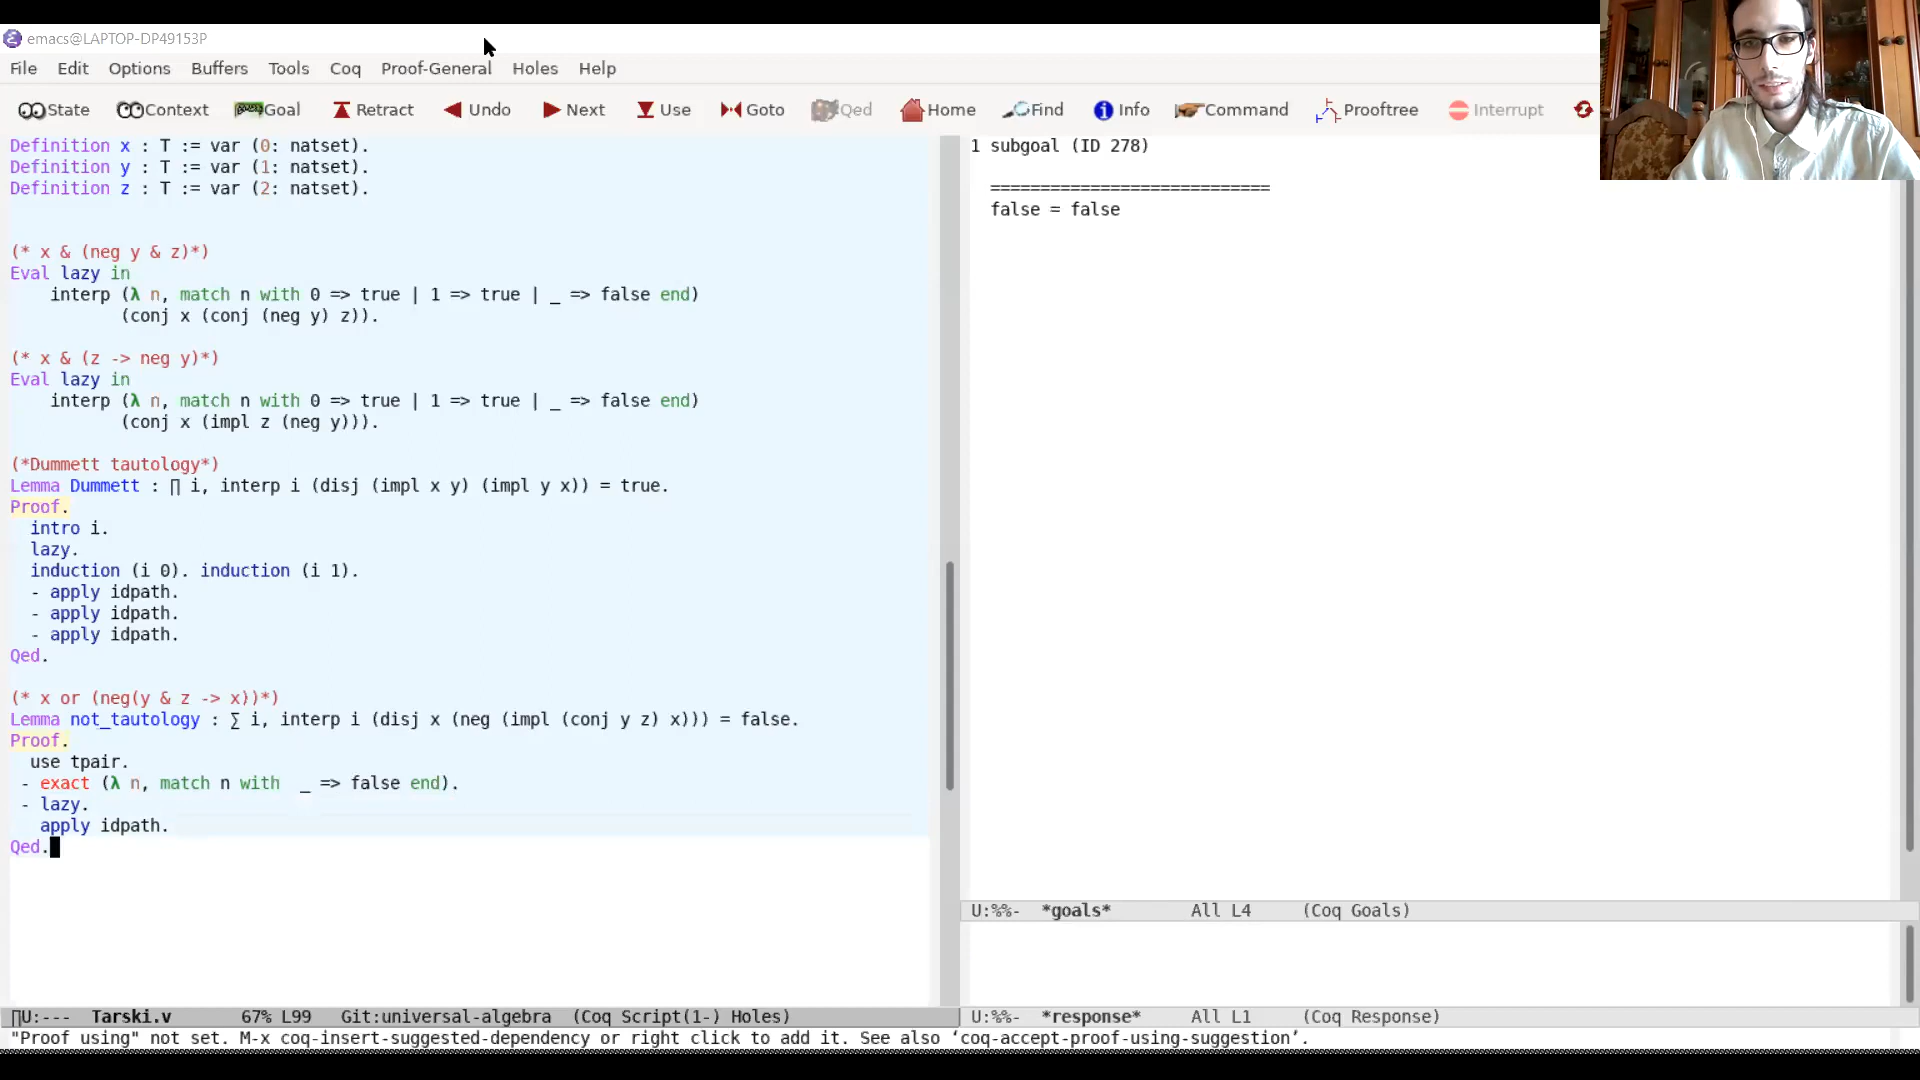 emacs@LAPTOP-DP49153P
File Edit Options Buffers Tools Coq Proof-General Holes Help
State Context Goal Retract Undo Next Use Goto Qed Home Find Info Command Prooftree Interrupt
Definition x : T := var (0: natset).
Definition y : T := var (1: natset).
Definition z : T := var (2: natset).
(* x & (neg y & z)*)
Eval lazy in
interp (λ n, match n with 0 => true | 1 => true | _ => false end)
(conj x (conj (neg y) z)).
(* x & (z -> neg y)*)
Eval lazy in
interp (λ n, match n with 0 => true | 1 => true | _ => false end)
(conj x (impl z (neg y))).
(*Dummett tautology*)
Lemma Dummett : ∏ i, interp i (disj (impl x y) (impl y x)) = true.
Proof.
intro i.
lazy.
induction (i 0). induction (i 1).
- apply idpath.
- apply idpath.
- apply idpath.
Qed.
(* x or (neg(y & z -> x))*)
Lemma not_tautology : ∑ i, interp i (disj x (neg (impl (conj y z) x))) = false.
Proof.
use tpair.
- exact (λ n, match n with  _ => false end).
- lazy.
apply idpath.
Qed.
∏U:--- Tarski.v 67% L99 Git:universal-algebra (Coq Script(1-) Holes)
1 subgoal (ID 278)
============================
false = false
U:%%- *goals* All L4 (Coq Goals)
U:%%- *response* All L1 (Coq Response)
"Proof using" not set. M-x coq-insert-suggested-dependency or right click to add it. See also ‘coq-accept-proof-using-suggestion’.